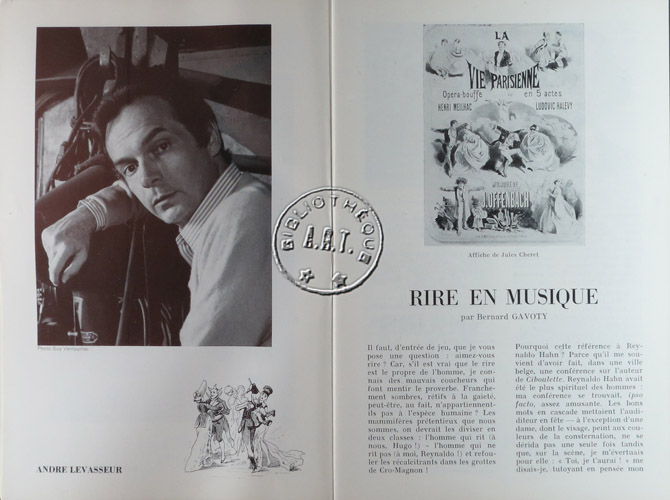 Photo
ANDRE LEVASSEUR
BIBLIOTHÈQUE
A.R.T.
LA
VIE PARISIENNE
Opéra-bouffe en 5 actes
HENRI MEILHAC LUDOVIC HALEVY
MUSIQUE DE
J. OFFENBACH
Affiche de Jules Cheret
RIRE EN MUSIQUE
par Bernard GAVOTY
Il faut, d'entrée de jeu, que je vous
pose une question : aimez-vous
rire ? Car, s'il est vrai que le rire
est le propre de l'homme, je con-
nais des mauvais coucheurs qui
font mentir le proverbe. Franche-
ment sombres, rétifs à la gaieté,
peut-être, au fait, n'appartiennent-
ils pas à l'espèce humaine ? Les
mammifères prétentieux que nous
sommes, on devrait les diviser en
deux classes : l'homme qui rit (à
nous, Hugo !) - l'homme qui ne
rit pas (à moi, Reynaldo !) et refou-
ler les récalcitrants dans les grottes
de Cro-Magnon !
Pourquoi cette référence à Rey-
naldo Hahn ? Parce qu'il me sou-
vient d'avoir fait, dans une ville
belge, une conférence sur l'auteur
de Ciboulette. Reynaldo Hahn avait
été le plus spirituel des hommes :
ma conférence se trouvait, ipso
facto, assez amusante. Les bons
mots en cascade mettaient l'audi-
diteur en fête — à l'exception d'une
dame, dont le visage, peint aux cou-
leurs de la consternation, ne se
dérida pas une seule fois tandis
que, sur la scène, je m'évertuais
pour elle : « Toi, je t'aurai ! » me
disais-je, tutoyant en pensée mon